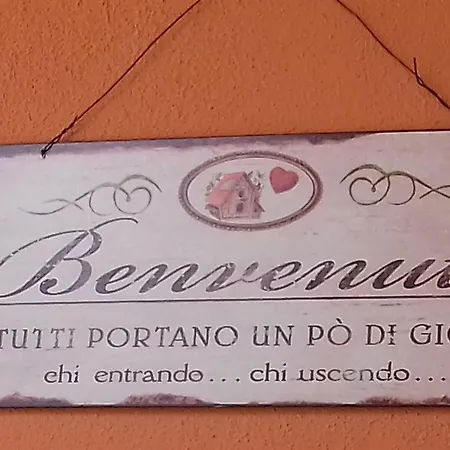 Benvenu
TUTTI PORTANO UN PÒ DI GIO
chi entrando... chi uscendo....